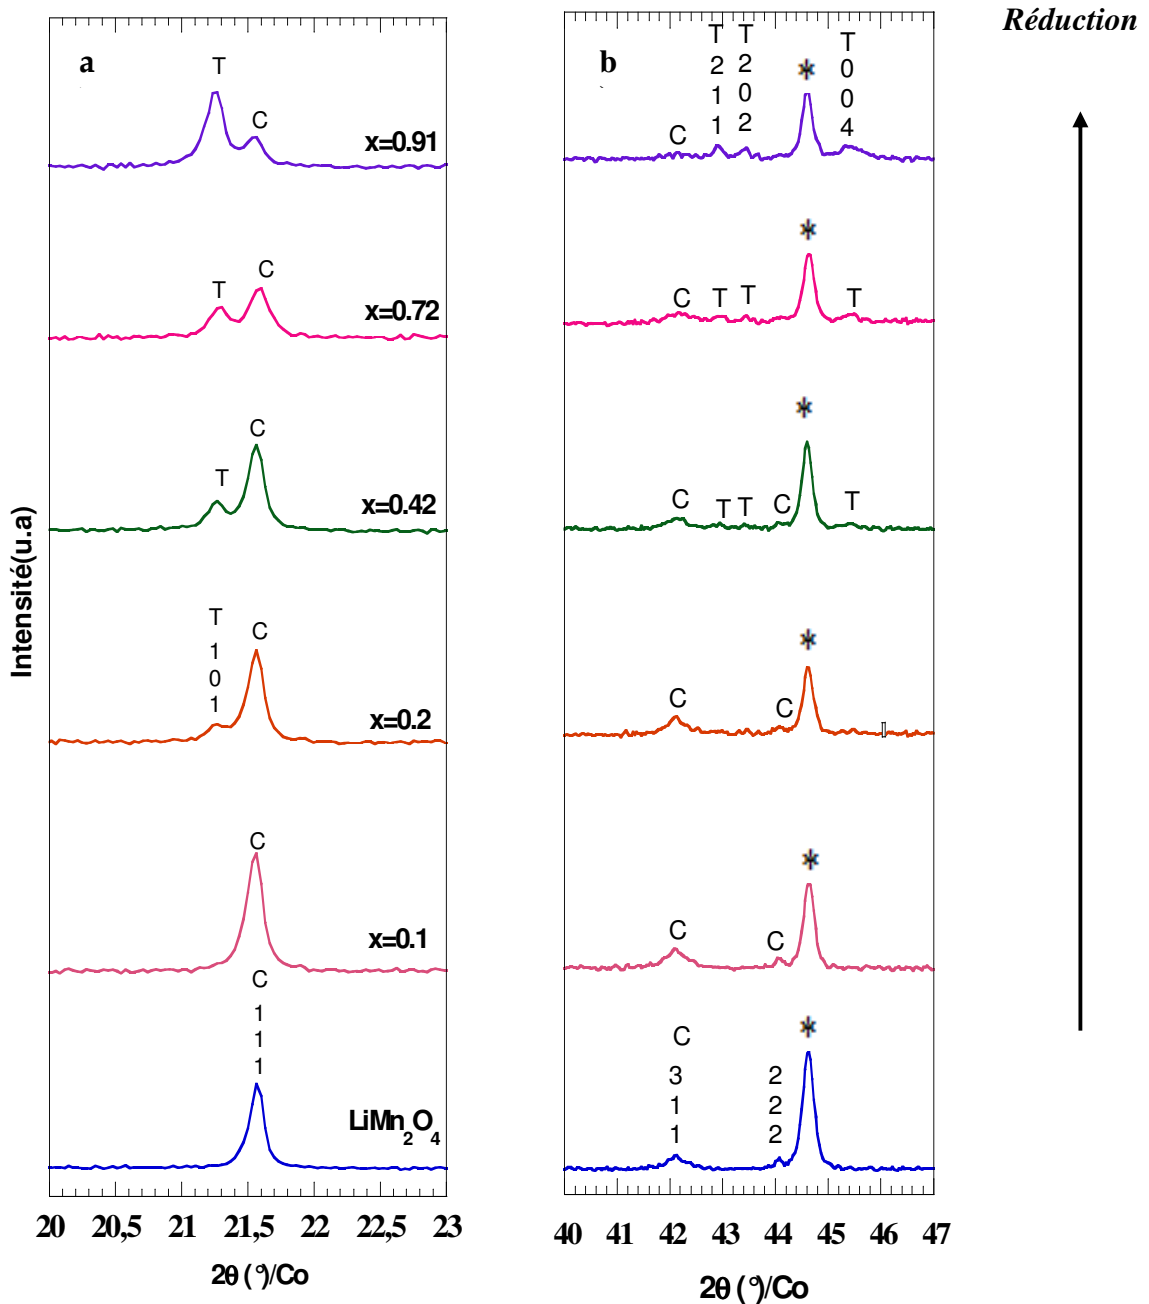 Réduction
a
T
C
x=0.91
T
C
x=0.72
C
T
x=0.42
T
1
0
1
C
x=0.2
C
x=0.1
C
1
1
1
LiMn₂O₄
Intensité(u.a)
20 20,5 21 21,5 22 22,5 23
2θ (°)/Co
b
T
2
1
1
T
2
0
2
*
T
0
0
4
C
*
C T T T
*
C T T C T
*
C C
*
C C
*
C
3
1
1
2
2
2
40 41 42 43 44 45 46 47
2θ (°)/Co